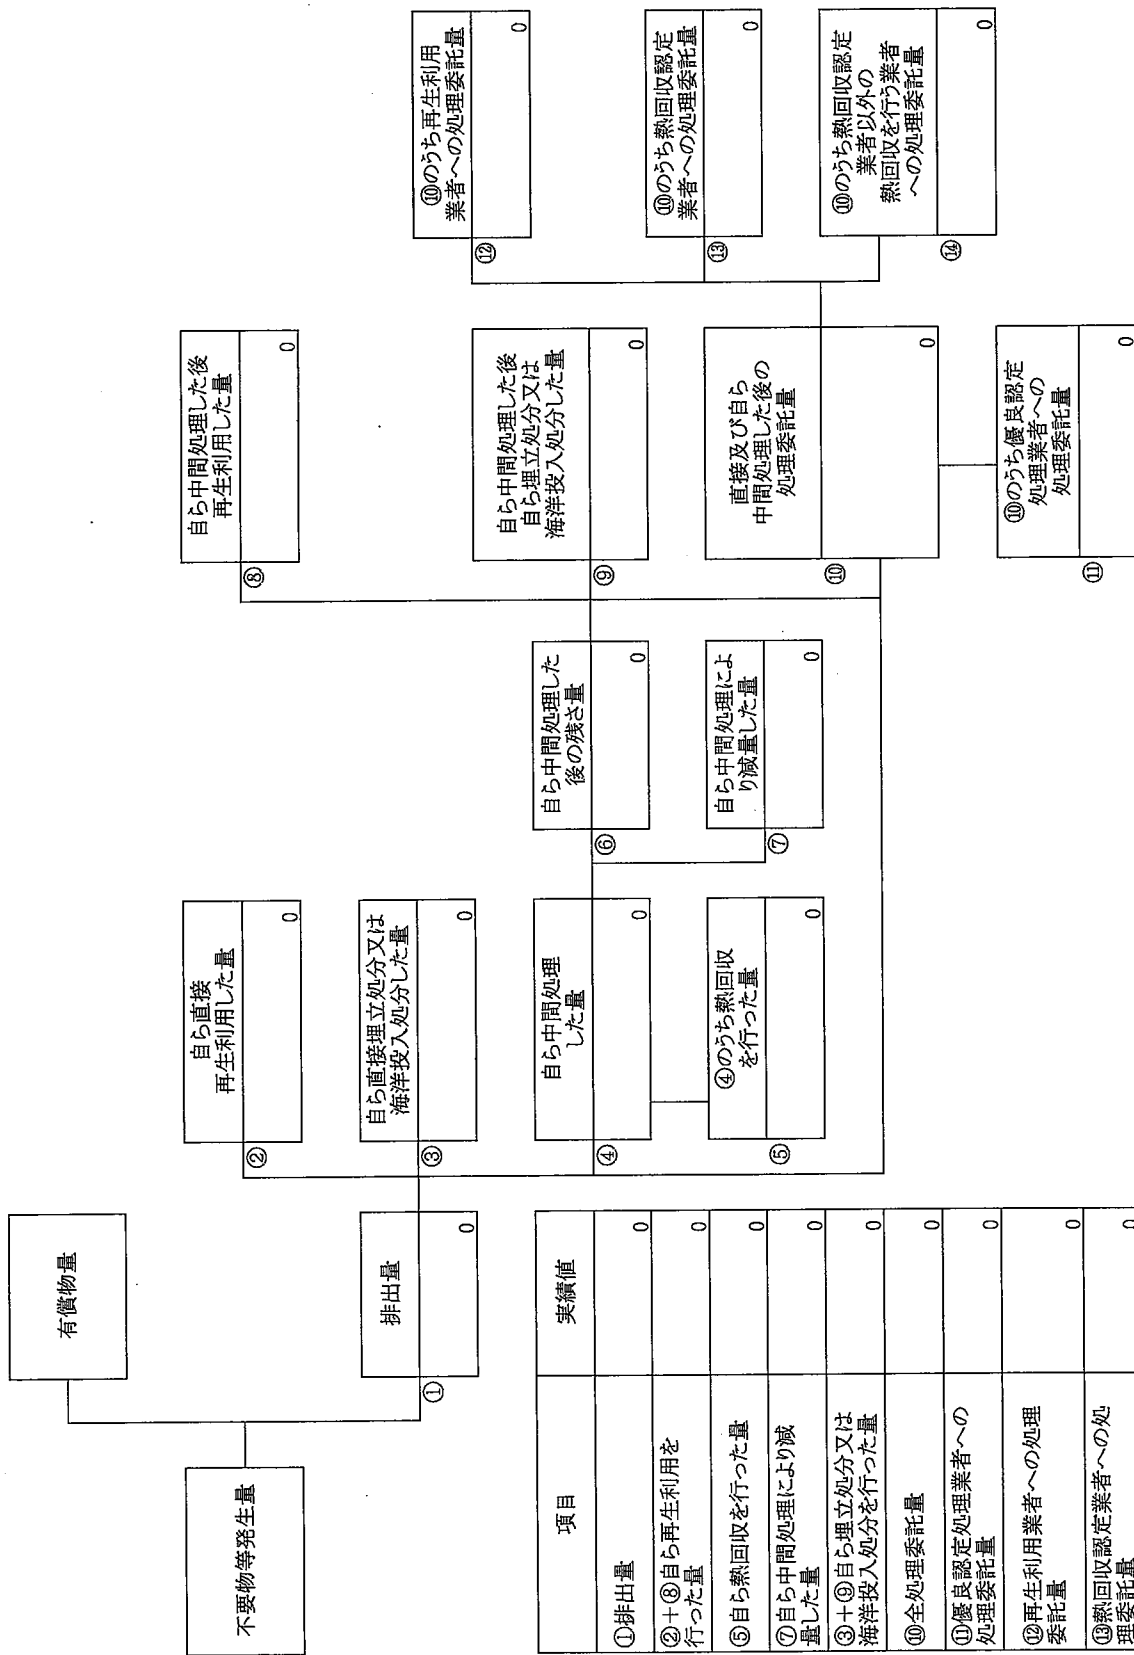 不要物等発生量
有償物量
排出量
①
0
自ら直接
再生利用した量
②
0
自ら直接埋立処分又は
海洋投入処分した量
③
0
自ら中間処理
した量
④
0
④のうち熱回収
を行った量
⑤
0
自ら中間処理した
後の残さ量
⑥
0
自ら中間処理によ
り減量した量
⑦
0
自ら中間処理した後
再生利用した量
⑧
0
自ら中間処理した後
自ら埋立処分又は
海洋投入処分した量
⑨
0
直接及び自ら
中間処理した後の
処理委託量
⑩
0
⑩のうち優良認定
処理業者への
処理委託量
⑪
0
⑩のうち再生利用
業者への処理委託量
⑫
0
⑩のうち熱回収認定
業者への処理委託量
⑬
0
⑩のうち熱回収認定
業者以外の
熱回収を行う業者
への処理委託量
⑭
0
項目 実績値
①排出量 0
②+⑧自ら再生利用を
行った量 0
⑤自ら熱回収を行った量 0
⑦自ら中間処理により減
量した量 0
③+⑨自ら埋立処分又は
海洋投入処分を行った量 0
⑩全処理委託量 0
⑪優良認定処理業者への
処理委託量 0
⑫再生利用業者への処理
委託量 0
⑬熱回収認定業者への処
理委託量 0